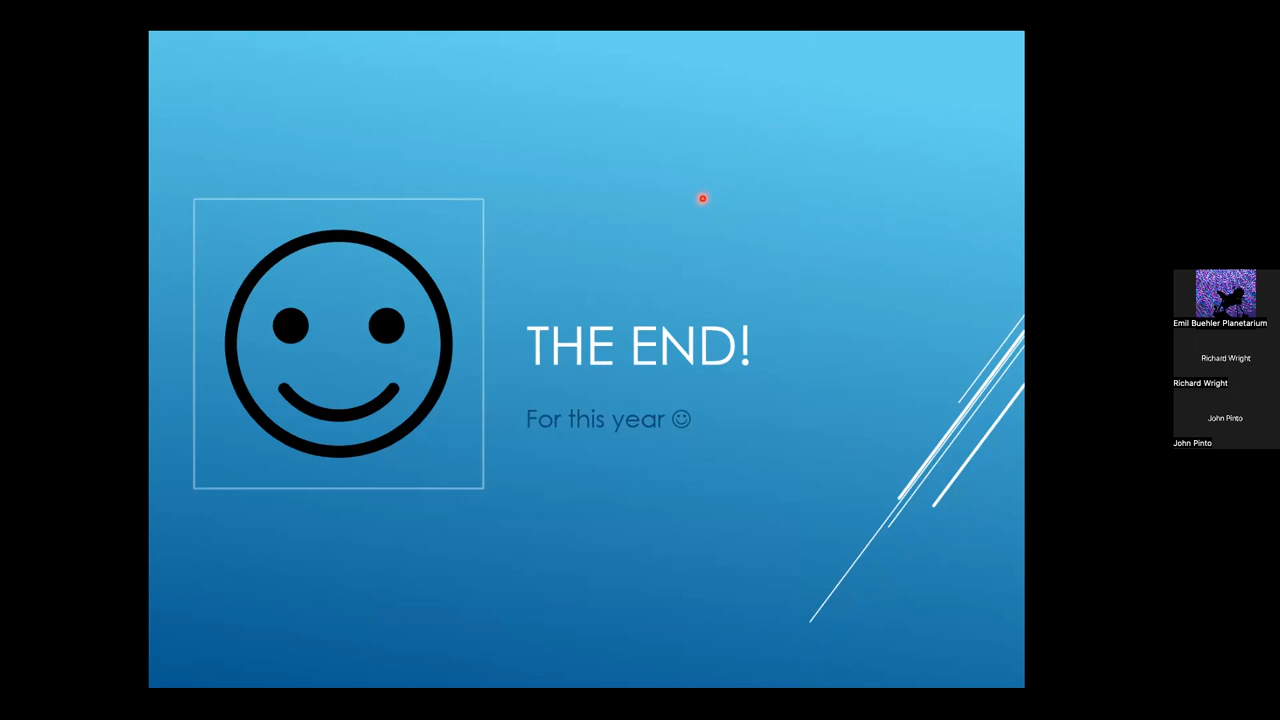 THE END!
For this year ☺
Emil Buehler Planetarium
Richard Wright
Richard Wright
John Pinto
John Pinto